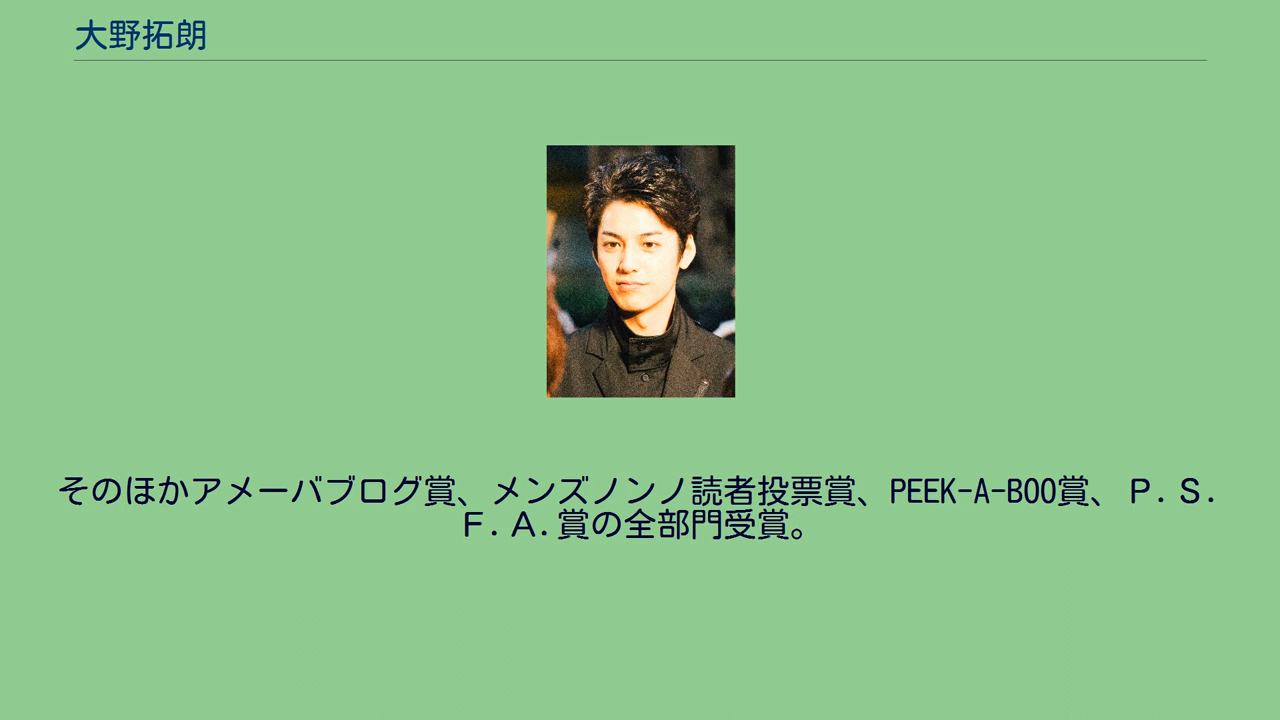 大野拓朗
そのほかアメーバブログ賞、メンズノンノ読者投票賞、PEEK-A-BOO賞、Ｐ.Ｓ.
Ｆ.Ａ.賞の全部門受賞。